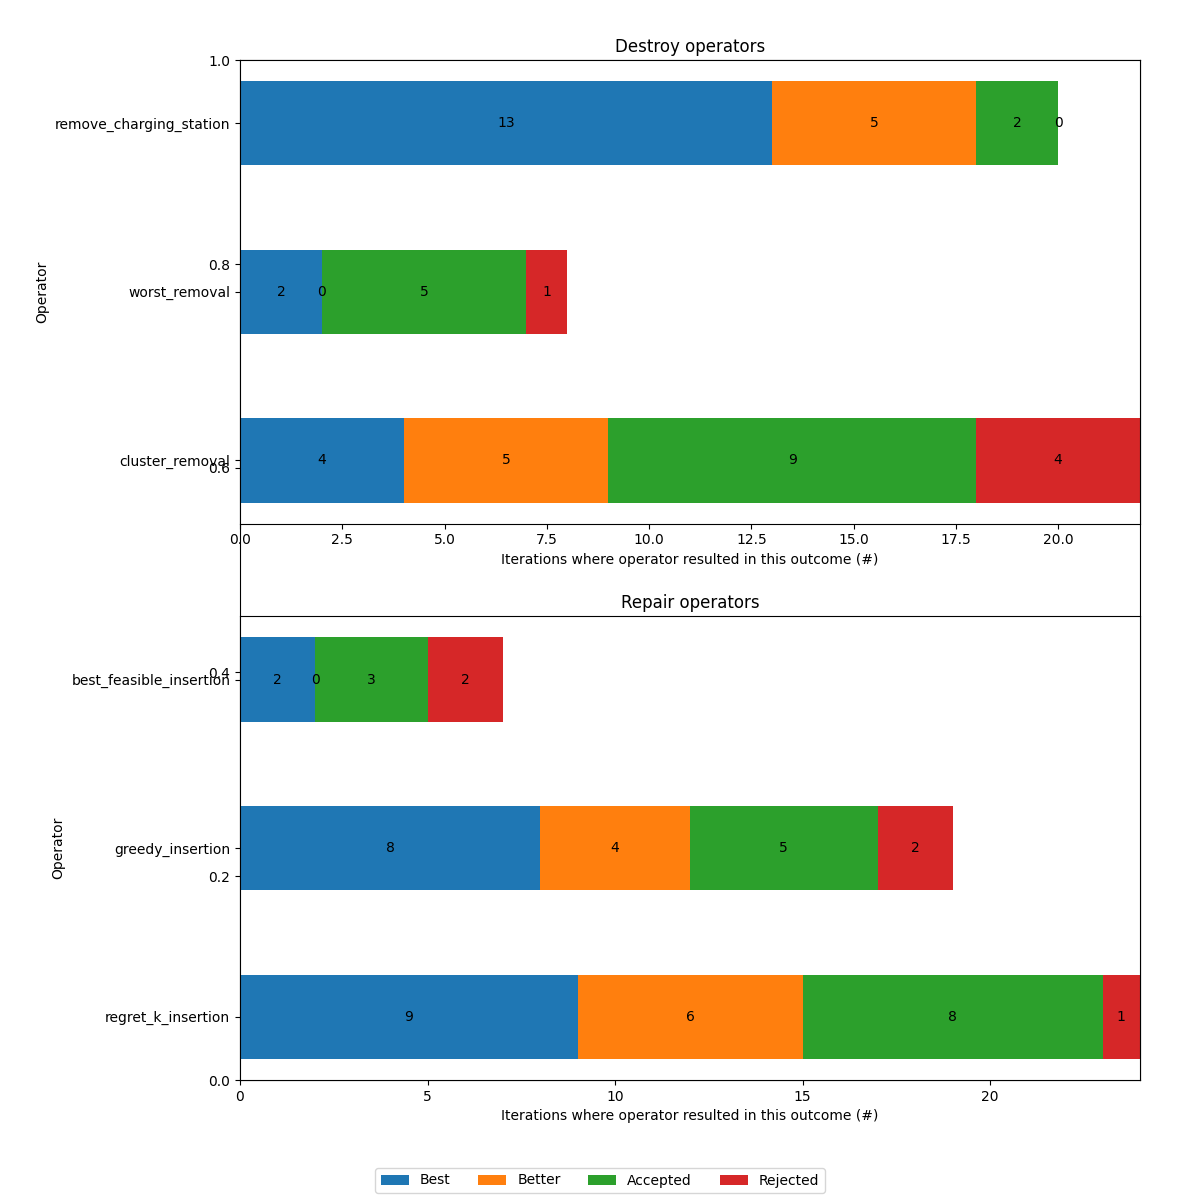 Destroy operators
1.0
remove_charging_station 13 5 2 0
0.8
worst_removal 2 0 5 1
Operator
cluster_removal 4 5 9 4
0.6
0.0 2.5 5.0 7.5 10.0 12.5 15.0 17.5 20.0
Iterations where operator resulted in this outcome (#)
Repair operators
0.4
best_feasible_insertion 2 0 3 2
greedy_insertion 8 4 5 2
Operator
0.2
regret_k_insertion 9 6 8 1
0.0
0 5 10 15 20
Iterations where operator resulted in this outcome (#)
Best Better Accepted Rejected